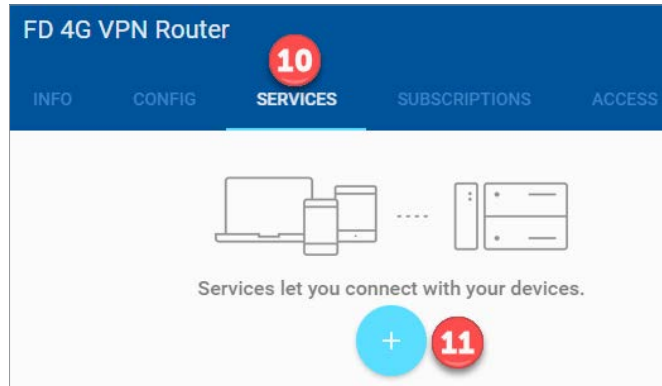 FD 4G VPN Router
10
INFO CONFIG SERVICES SUBSCRIPTIONS ACCESS
Services let you connect with your devices.
+ 11